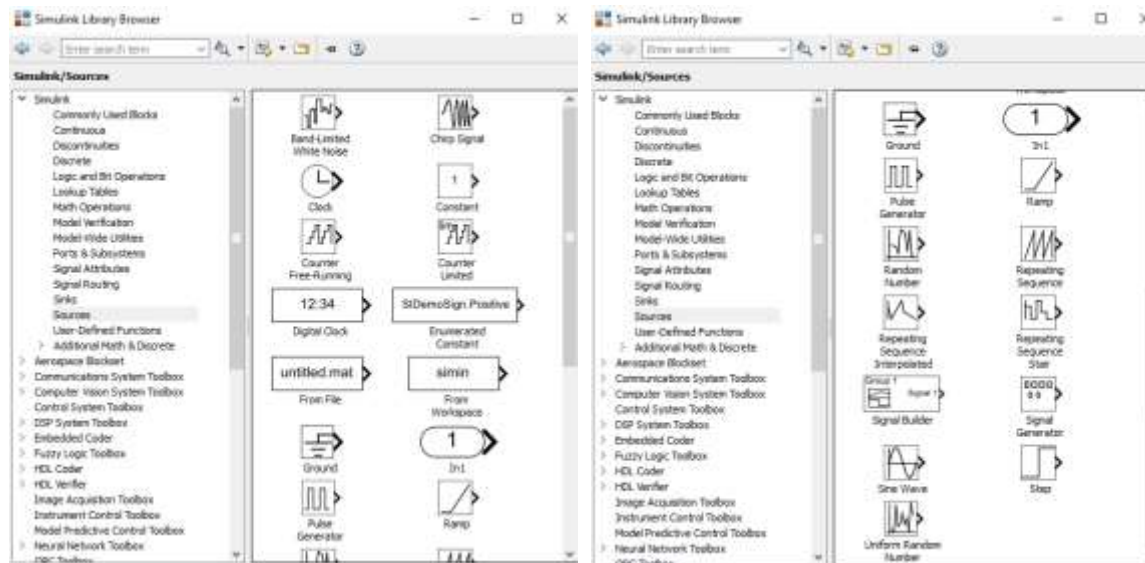 Simulink Library Browser
Enter search term
Simulink/Sources
Simulink
Commonly Used Blocks
Continuous
Discontinuities
Discrete
Logic and Bit Operations
Lookup Tables
Math Operations
Model Verification
Model-Wide Utilities
Ports & Subsystems
Signal Attributes
Signal Routing
Sinks
Sources
User-Defined Functions
Additional Math & Discrete
Aerospace Blockset
Communications System Toolbox
Computer Vision System Toolbox
Control System Toolbox
DSP System Toolbox
Embedded Coder
Fuzzy Logic Toolbox
HDL Coder
HDL Verifier
Image Acquisition Toolbox
Instrument Control Toolbox
Model Predictive Control Toolbox
Neural Network Toolbox
Band-Limited
White Noise
Chirp Signal
Clock
1
Constant
Counter
Free-Running
Counter
Limited
12:34
Digital Clock
SlDemoSign.Positive
Enumerated
Constant
untitled.mat
From File
simin
From
Workspace
Ground
1
In1
Pulse
Generator
Ramp
Simulink Library Browser
Enter search term
Simulink/Sources
Simulink
Commonly Used Blocks
Continuous
Discontinuities
Discrete
Logic and Bit Operations
Lookup Tables
Math Operations
Model Verification
Model-Wide Utilities
Ports & Subsystems
Signal Attributes
Signal Routing
Sinks
Sources
User-Defined Functions
Additional Math & Discrete
Aerospace Blockset
Communications System Toolbox
Computer Vision System Toolbox
Control System Toolbox
DSP System Toolbox
Embedded Coder
Fuzzy Logic Toolbox
HDL Coder
HDL Verifier
Image Acquisition Toolbox
Instrument Control Toolbox
Model Predictive Control Toolbox
Neural Network Toolbox
Ground
1
In1
Pulse
Generator
Ramp
Random
Number
Repeating
Sequence
Repeating
Sequence
Interpolated
Repeating
Sequence
Stair
Group 1
Signal 1
Signal Builder
Signal
Generator
Sine Wave
Step
Uniform Random
Number